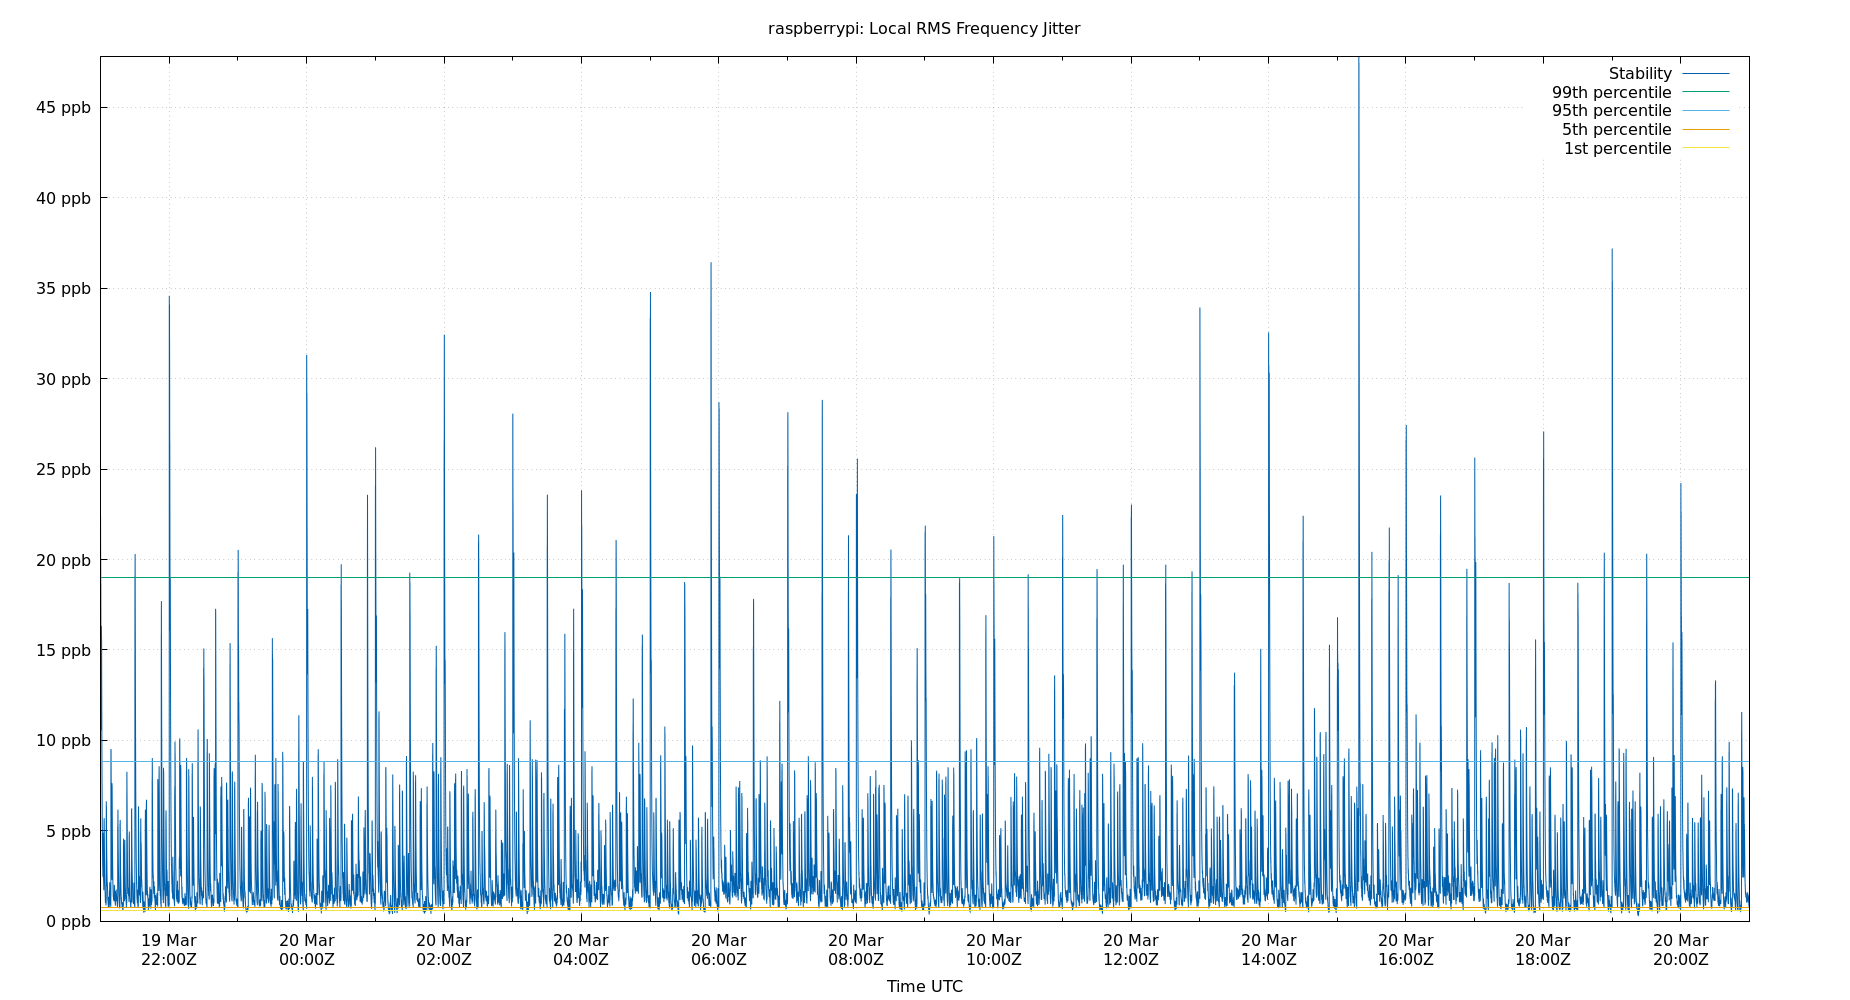 raspberrypi: Local RMS Frequency Jitter
Stability
99th percentile
95th percentile
5th percentile
1st percentile
45 ppb
40 ppb
35 ppb
30 ppb
25 ppb
20 ppb
15 ppb
10 ppb
5 ppb
0 ppb
19 Mar 20 Mar 20 Mar 20 Mar 20 Mar 20 Mar 20 Mar 20 Mar 20 Mar 20 Mar 20 Mar 20 Mar
22:00Z 00:00Z 02:00Z 04:00Z 06:00Z 08:00Z 10:00Z 12:00Z 14:00Z 16:00Z 18:00Z 20:00Z
Time UTC